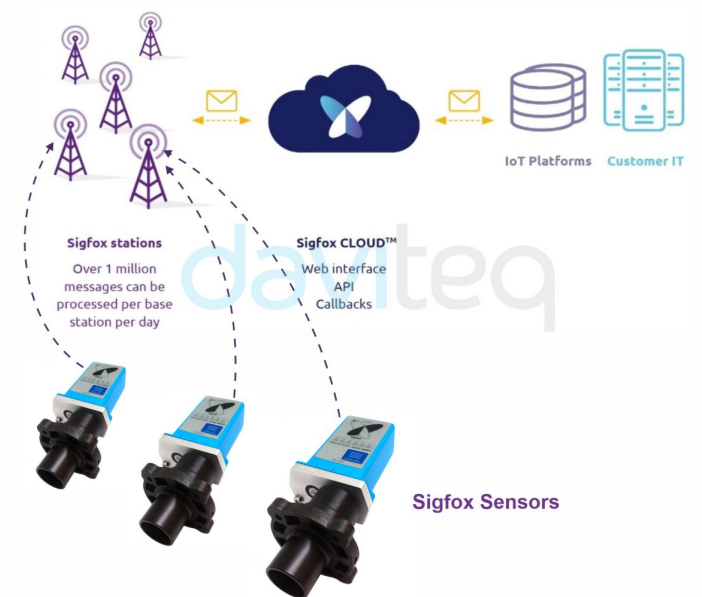 IoT Platforms
Customer IT
Sigfox stations
Over 1 million
messages can be
processed per base
station per day
Sigfox CLOUD™
Web interface
API
Callbacks
daviteq
Sigfox Sensors